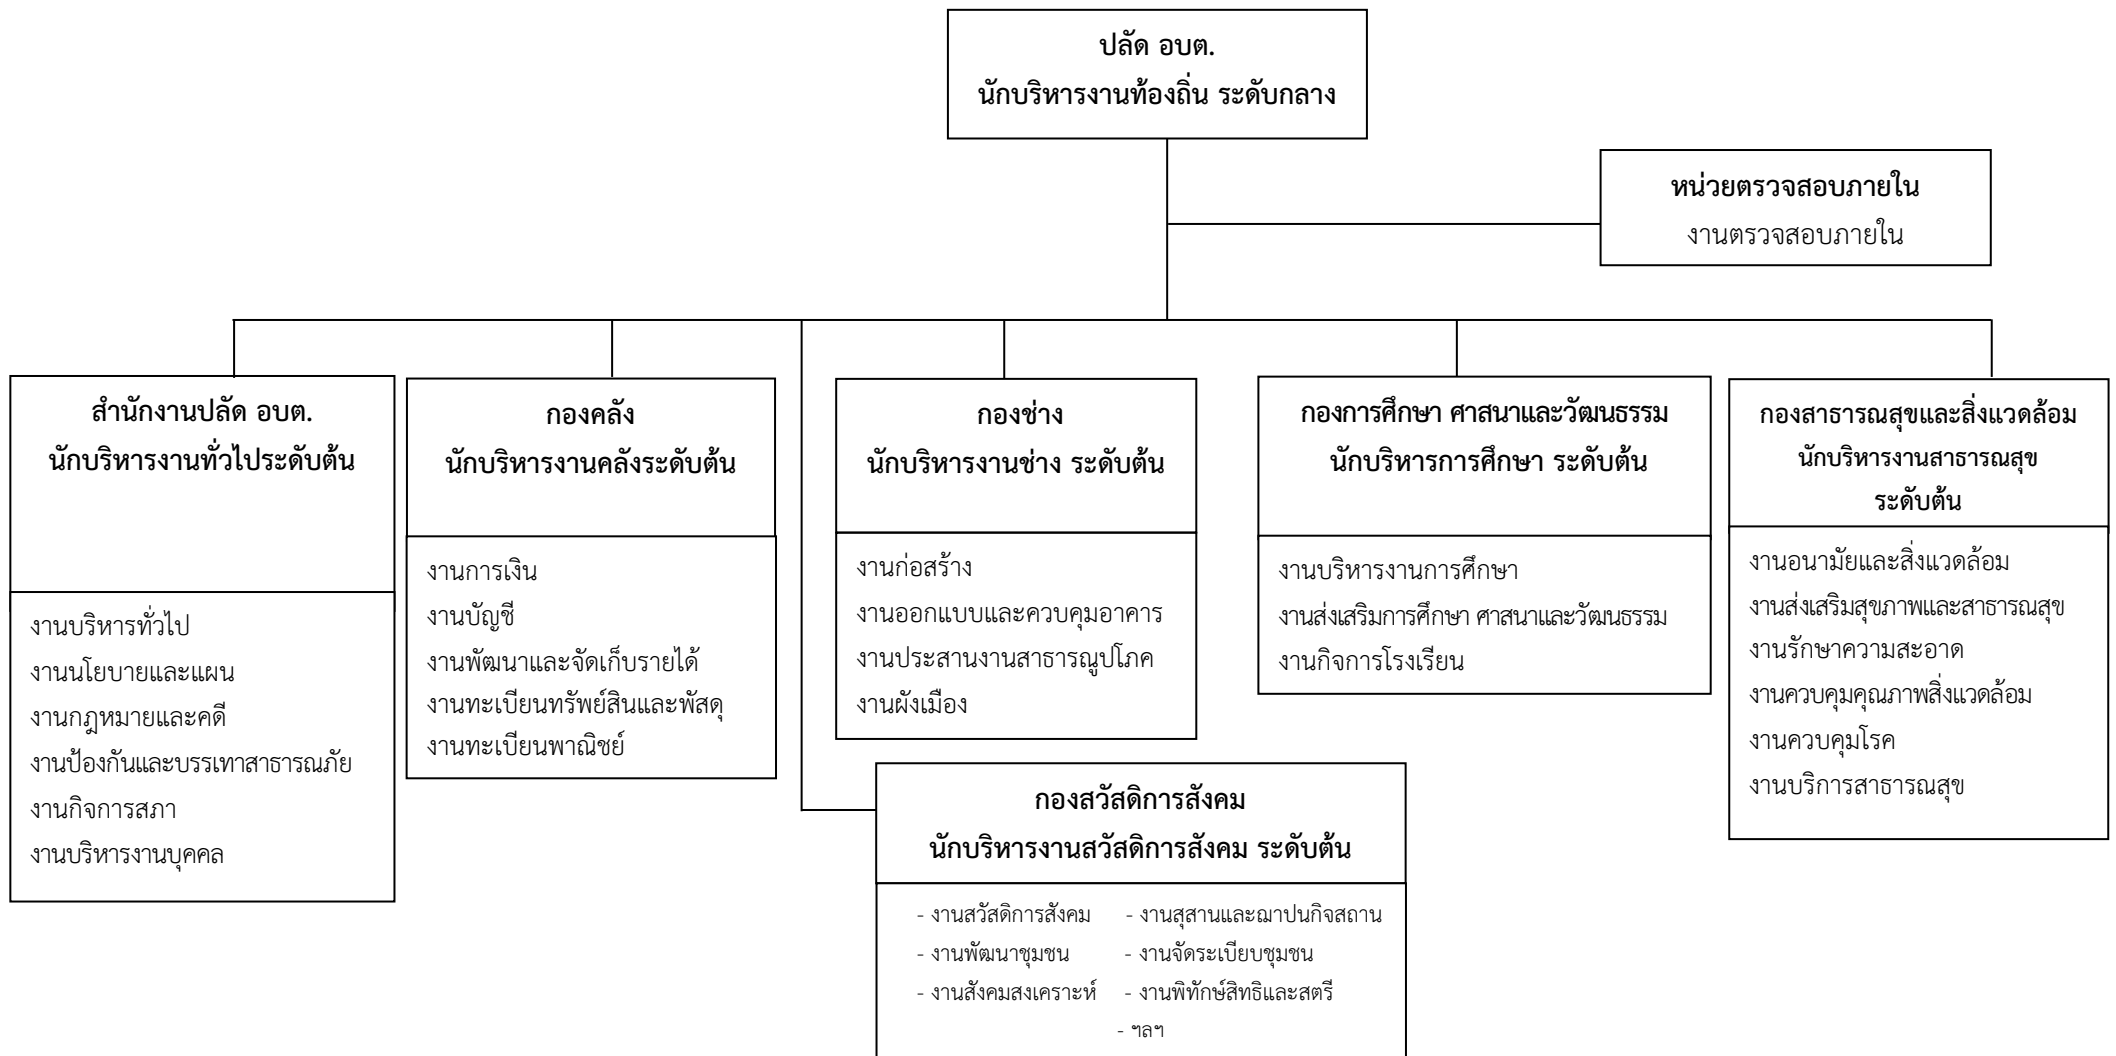 ปลัด อบต.
นักบริหารงานท้องถิ่น ระดับกลาง
หน่วยตรวจสอบภายใน
งานตรวจสอบภายใน
สำนักงานปลัด อบต.
นักบริหารงานทั่วไประดับต้น
งานบริหารทั่วไป
งานนโยบายและแผน
งานกฎหมายและคดี
งานป้องกันและบรรเทาสาธารณภัย
งานกิจการสภา
งานบริหารงานบุคคล
กองคลัง
นักบริหารงานคลังระดับต้น
งานการเงิน
งานบัญชี
งานพัฒนาและจัดเก็บรายได้
งานทะเบียนทรัพย์สินและพัสดุ
งานทะเบียนพาณิชย์
กองช่าง
นักบริหารงานช่าง ระดับต้น
งานก่อสร้าง
งานออกแบบและควบคุมอาคาร
งานประสานงานสาธารณูปโภค
งานผังเมือง
กองการศึกษา ศาสนาและวัฒนธรรม
นักบริหารการศึกษา ระดับต้น
งานบริหารงานการศึกษา
งานส่งเสริมการศึกษา ศาสนาและวัฒนธรรม
งานกิจการโรงเรียน
กองสาธารณสุขและสิ่งแวดล้อม
นักบริหารงานสาธารณสุข
ระดับต้น
งานอนามัยและสิ่งแวดล้อม
งานส่งเสริมสุขภาพและสาธารณสุข
งานรักษาความสะอาด
งานควบคุมคุณภาพสิ่งแวดล้อม
งานควบคุมโรค
งานบริการสาธารณสุข
กองสวัสดิการสังคม
นักบริหารงานสวัสดิการสังคม ระดับต้น
- งานสวัสดิการสังคม - งานสุสานและฌาปนกิจสถาน
- งานพัฒนาชุมชน - งานจัดระเบียบชุมชน
- งานสังคมสงเคราะห์ - งานพิทักษ์สิทธิและสตรี
- ฯลฯ